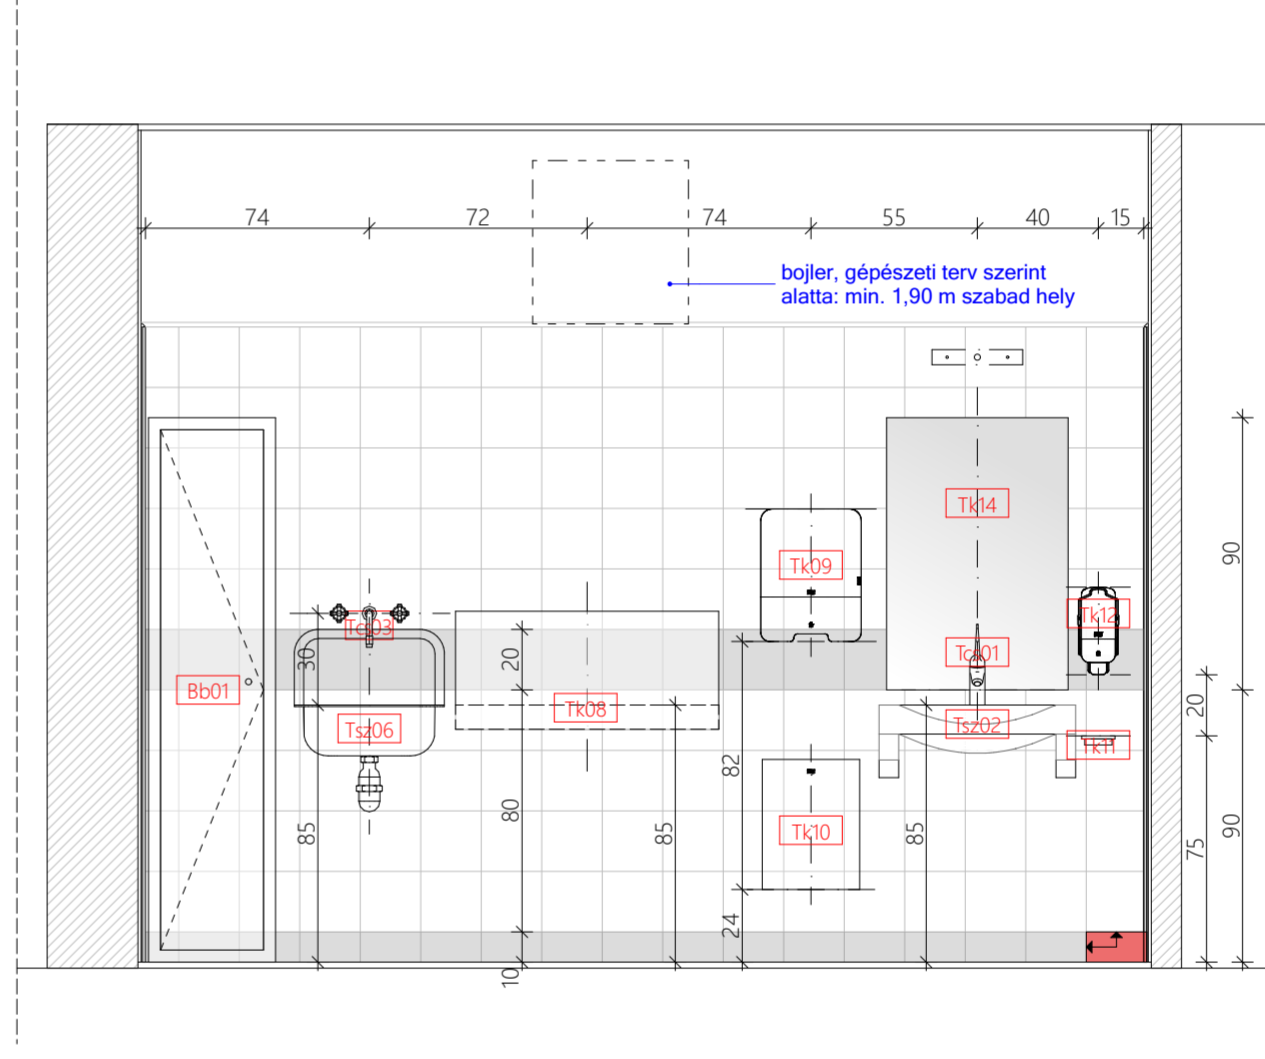 74 72 74 55 40 15
bojler, gépészeti terv szerint
alatta: min. 1,90 m szabad hely
Tk14
90
Tk09
Tk12
Tcs03
30
20
Tcs01
Bb01
Tk08
20
Tsz06
Tsz02
Tk11
82
80
85
85
85
Tk10
90
75
24
10